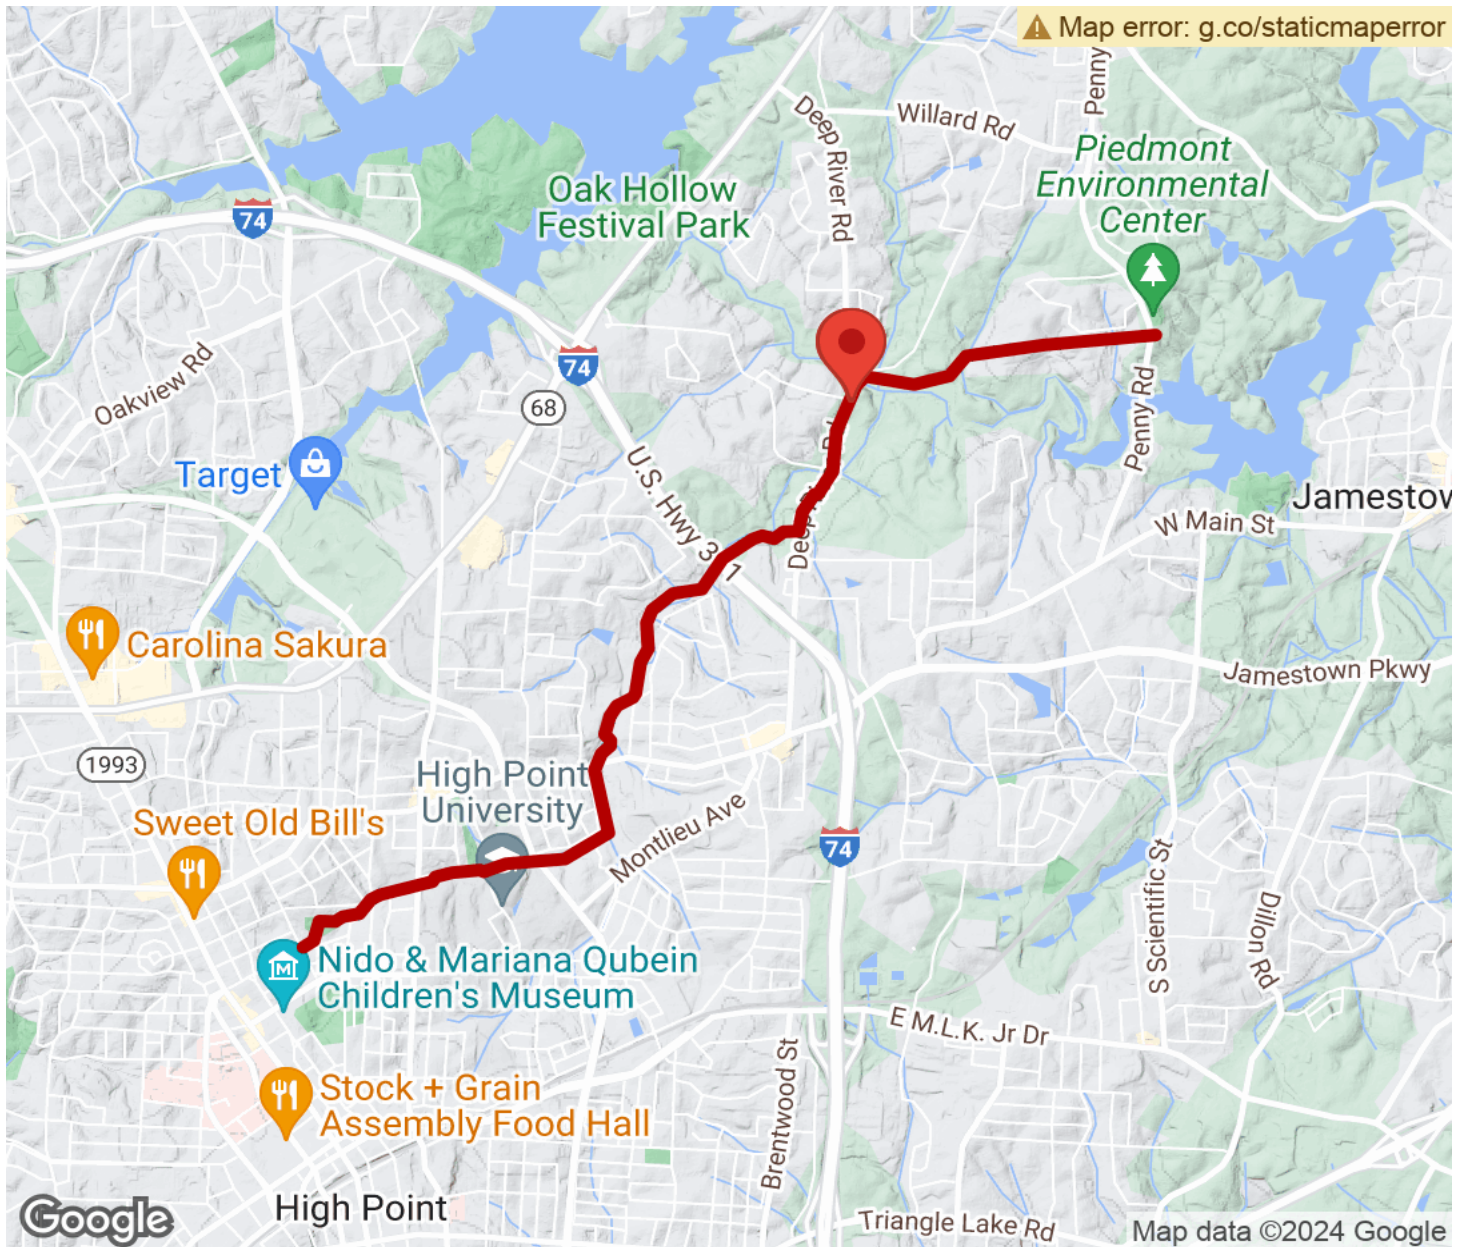 Map error: g.co/staticmaperror
Penny
Willard Rd
Deep River Rd
Piedmont
Environmental
Center
Oak Hollow
Festival Park
74
74
68
Oakview Rd
Target
U.S. Hwy 3
1
Penny Rd
Jamestow
W Main St
Carolina Sakura
Jamestown Pkwy
1993
High Point
University
Sweet Old Bill's
Montlieu Ave
74
S Scientific St
Dillon Rd
Nido & Mariana Qubein
Children's Museum
M
E M.L.K. Jr Dr
Stock + Grain
Assembly Food Hall
Brentwood St
High Point
Triangle Lake Rd
Google
Map data ©2024 Google